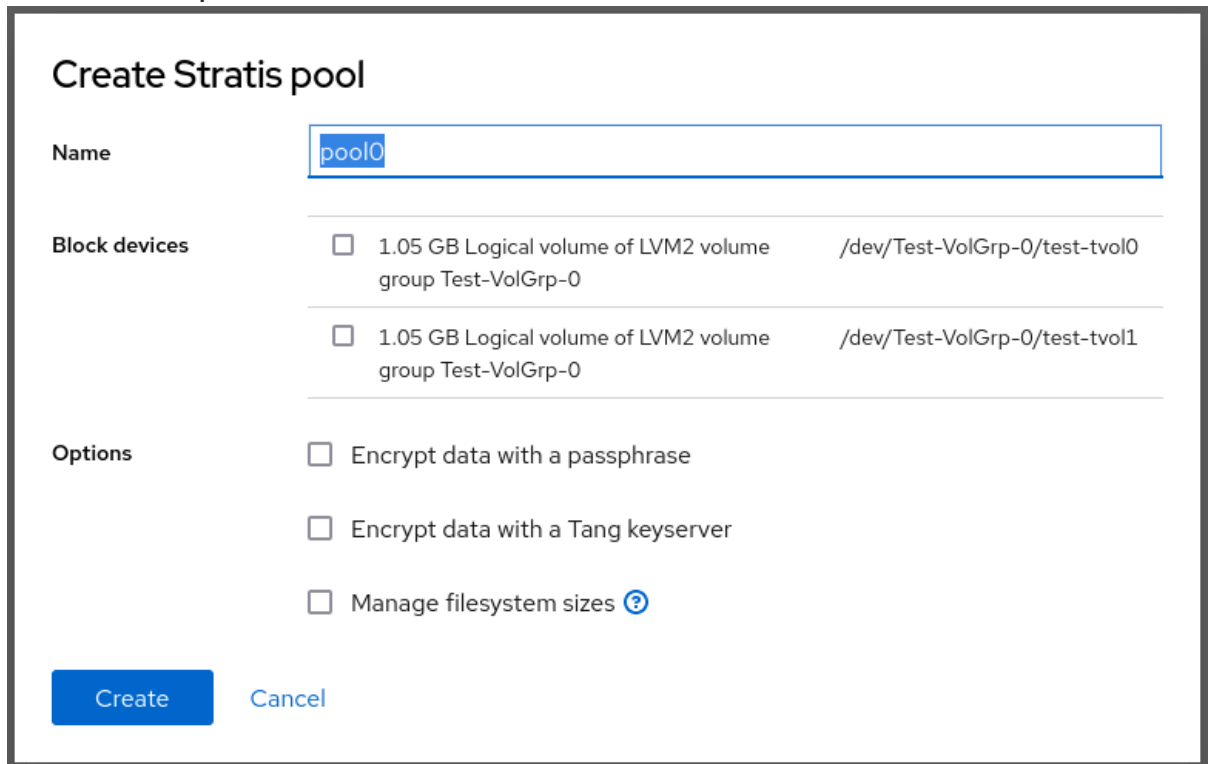 Create Stratis pool
Name
pool0
Block devices
1.05 GB Logical volume of LVM2 volume
group Test-VolGrp-0
/dev/Test-VolGrp-0/test-tvol0
1.05 GB Logical volume of LVM2 volume
group Test-VolGrp-0
/dev/Test-VolGrp-0/test-tvol1
Options
Encrypt data with a passphrase
Encrypt data with a Tang keyserver
Manage filesystem sizes ?
Create
Cancel